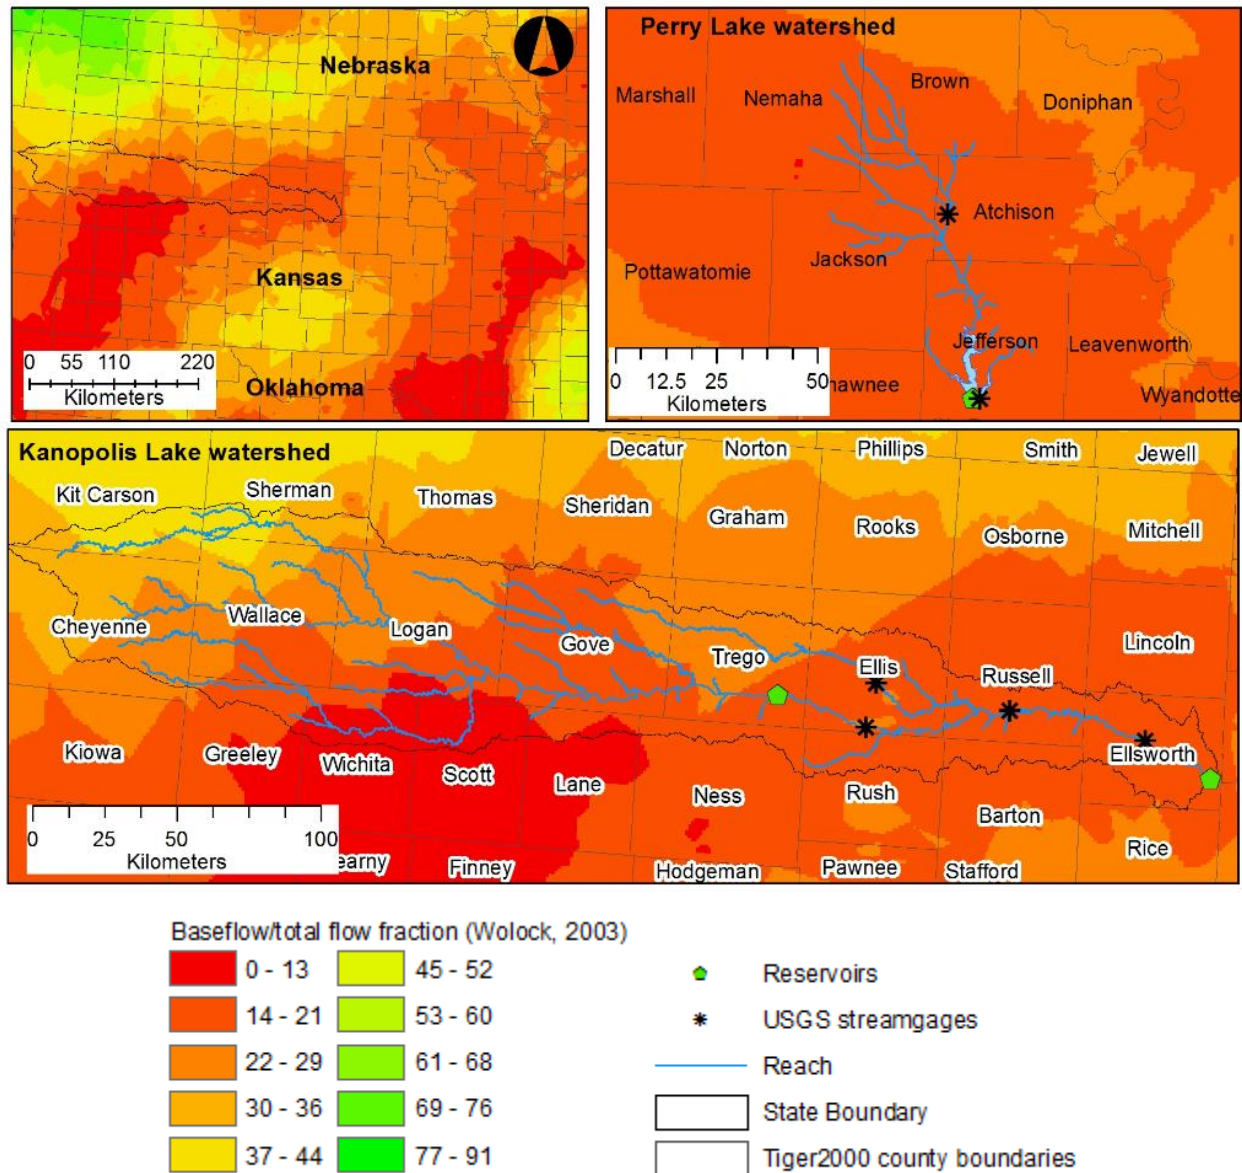 Nebraska
Kansas
0 55 110 220
Kilometers
Oklahoma
Perry Lake watershed
Brown
Marshall
Nemaha
Doniphan
Atchison
Jackson
Pottawatomie
Jefferson
Leavenworth
0 12.5 25 50
Kilometers
hawnee
Wyandotte
Kanopolis Lake watershed
Decatur
Norton
Phillips
Smith
Jewell
Kit Carson
Sherman
Thomas
Sheridan
Graham
Rooks
Osborne
Mitchell
Cheyenne
Wallace
Logan
Gove
Trego
Ellis
Russell
Lincoln
Kiowa
Greeley
Wichita
Scott
Lane
Ness
Rush
Barton
Ellsworth
Rice
0 25 50 100
Kilometers
earny
Finney
Hodgeman
Pawnee
Stafford
Baseflow/total flow fraction (Wolock, 2003)
0 - 13
45 - 52
14 - 21
53 - 60
22 - 29
61 - 68
30 - 36
69 - 76
37 - 44
77 - 91
Reservoirs
USGS streamgages
Reach
State Boundary
Tiger2000 county boundaries